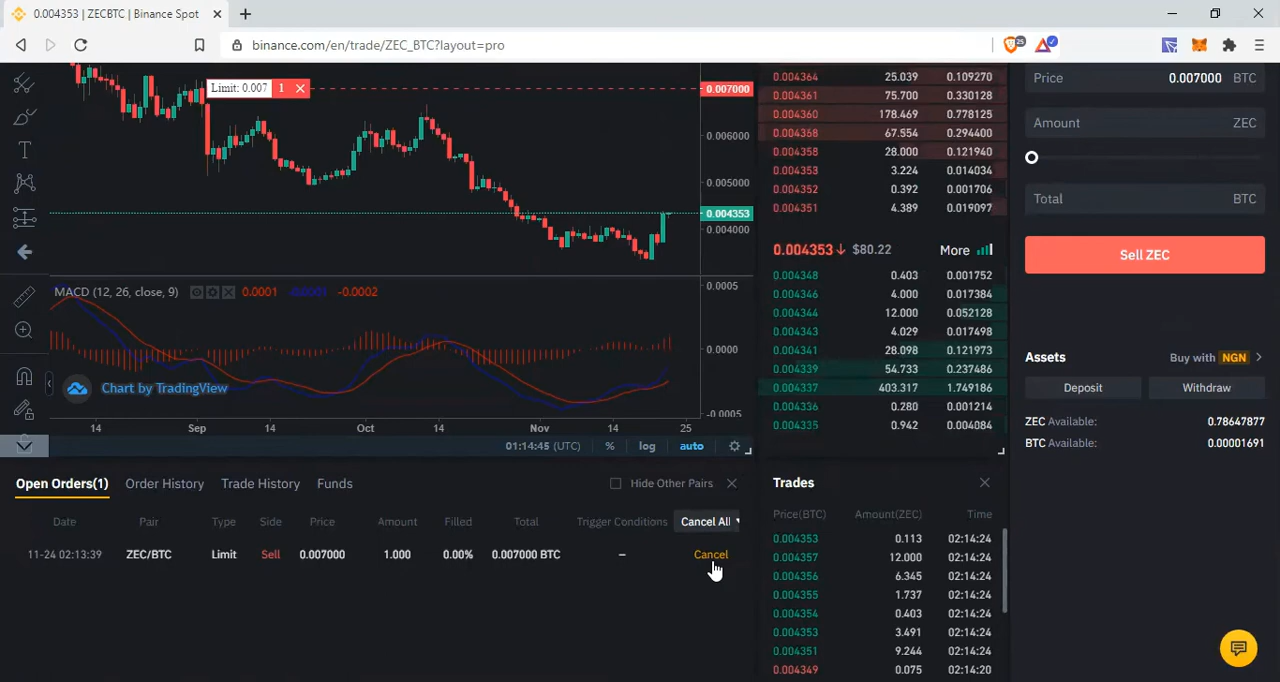 0.004353 | ZECBTC | Binance Spot
binance.com/en/trade/ZEC_BTC?layout=pro
25
Limit: 0.007 1
0.007000
0.006000
0.005000
0.004353
0.004000
MACD (12, 26, close, 9) 0.0001 -0.0002
0.0005
0.0000
-0.0005
Chart by TradingView
14 Sep 14 Oct 14 Nov 14 25
01:14:45 (UTC) % log auto
0.004364 25.039 0.109270
0.004361 75.700 0.330128
0.004360 178.469 0.778125
0.004368 67.554 0.294400
0.004358 28.000 0.121940
0.004353 3.224 0.014034
0.004352 0.392 0.001706
0.004351 4.389 0.019097
0.004353↓ $80.22 More
0.004348 0.403 0.001752
0.004346 4.000 0.017384
0.004344 12.000 0.052128
0.004343 4.029 0.017498
0.004341 28.098 0.121973
0.004339 54.733 0.237486
0.004337 403.317 1.749186
0.004336 0.280 0.001214
0.004335 0.942 0.004084
Price 0.007000 BTC
Amount ZEC
Total BTC
Sell ZEC
Assets Buy with NGN
Deposit Withdraw
ZEC Available: 0.78647877
BTC Available: 0.00001691
Open Orders(1) Order History Trade History Funds Hide Other Pairs
Date Pair Type Side Price Amount Filled Total Trigger Conditions Cancel All
11-24 02:13:39 ZEC/BTC Limit Sell 0.007000 1.000 0.00% 0.007000 BTC – Cancel
Trades
Price(BTC) Amount(ZEC) Time
0.004353 0.113 02:14:24
0.004357 12.000 02:14:24
0.004356 6.345 02:14:24
0.004355 1.737 02:14:24
0.004354 0.403 02:14:24
0.004353 3.491 02:14:24
0.004351 9.244 02:14:24
0.004349 0.075 02:14:20